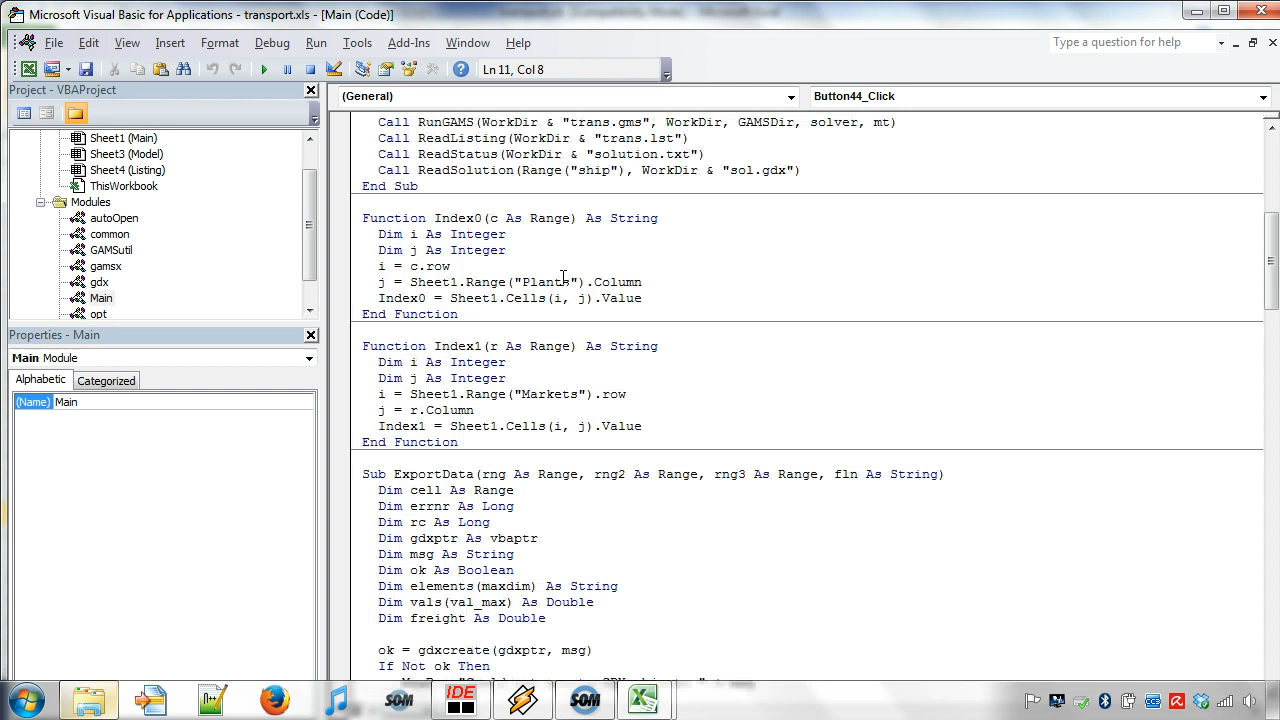 Microsoft Visual Basic for Applications - transport.xls - [Main (Code)]
File Edit View Insert Format Debug Run Tools Add-Ins Window Help
Type a question for help
Ln 11, Col 8
Project - VBAProject
(General)
Button44_Click
Sheet1 (Main)
Sheet3 (Model)
Sheet4 (Listing)
ThisWorkbook
Modules
autoOpen
common
GAMSutil
gamsx
gdx
Main
opt
Properties - Main
Main Module
Alphabetic Categorized
(Name) Main
Call RunGAMS(WorkDir & "trans.gms", WorkDir, GAMSDir, solver, mt)
Call ReadListing(WorkDir & "trans.lst")
Call ReadStatus(WorkDir & "solution.txt")
Call ReadSolution(Range("ship"), WorkDir & "sol.gdx")
End Sub
Function Index0(c As Range) As String
Dim i As Integer
Dim j As Integer
i = c.row
j = Sheet1.Range("Plants").Column
Index0 = Sheet1.Cells(i, j).Value
End Function
Function Index1(r As Range) As String
Dim i As Integer
Dim j As Integer
i = Sheet1.Range("Markets").row
j = r.Column
Index1 = Sheet1.Cells(i, j).Value
End Function
Sub ExportData(rng As Range, rng2 As Range, rng3 As Range, fln As String)
Dim cell As Range
Dim errnr As Long
Dim rc As Long
Dim gdxptr As vbaptr
Dim msg As String
Dim ok As Boolean
Dim elements(maxdim) As String
Dim vals(val_max) As Double
Dim freight As Double
ok = gdxcreate(gdxptr, msg)
If Not ok Then
SOM
IDE
SOM